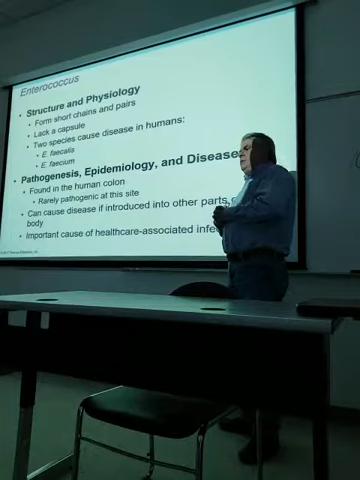 Enterococcus
• Structure and Physiology
• Form short chains and pairs
• Lack a capsule
• Two species cause disease in humans:
• E. faecalis
• E. faecium
• Pathogenesis, Epidemiology, and Disease
• Found in the human colon
• Rarely pathogenic at this site
• Can cause disease if introduced into other parts
body
• Important cause of healthcare-associated infe